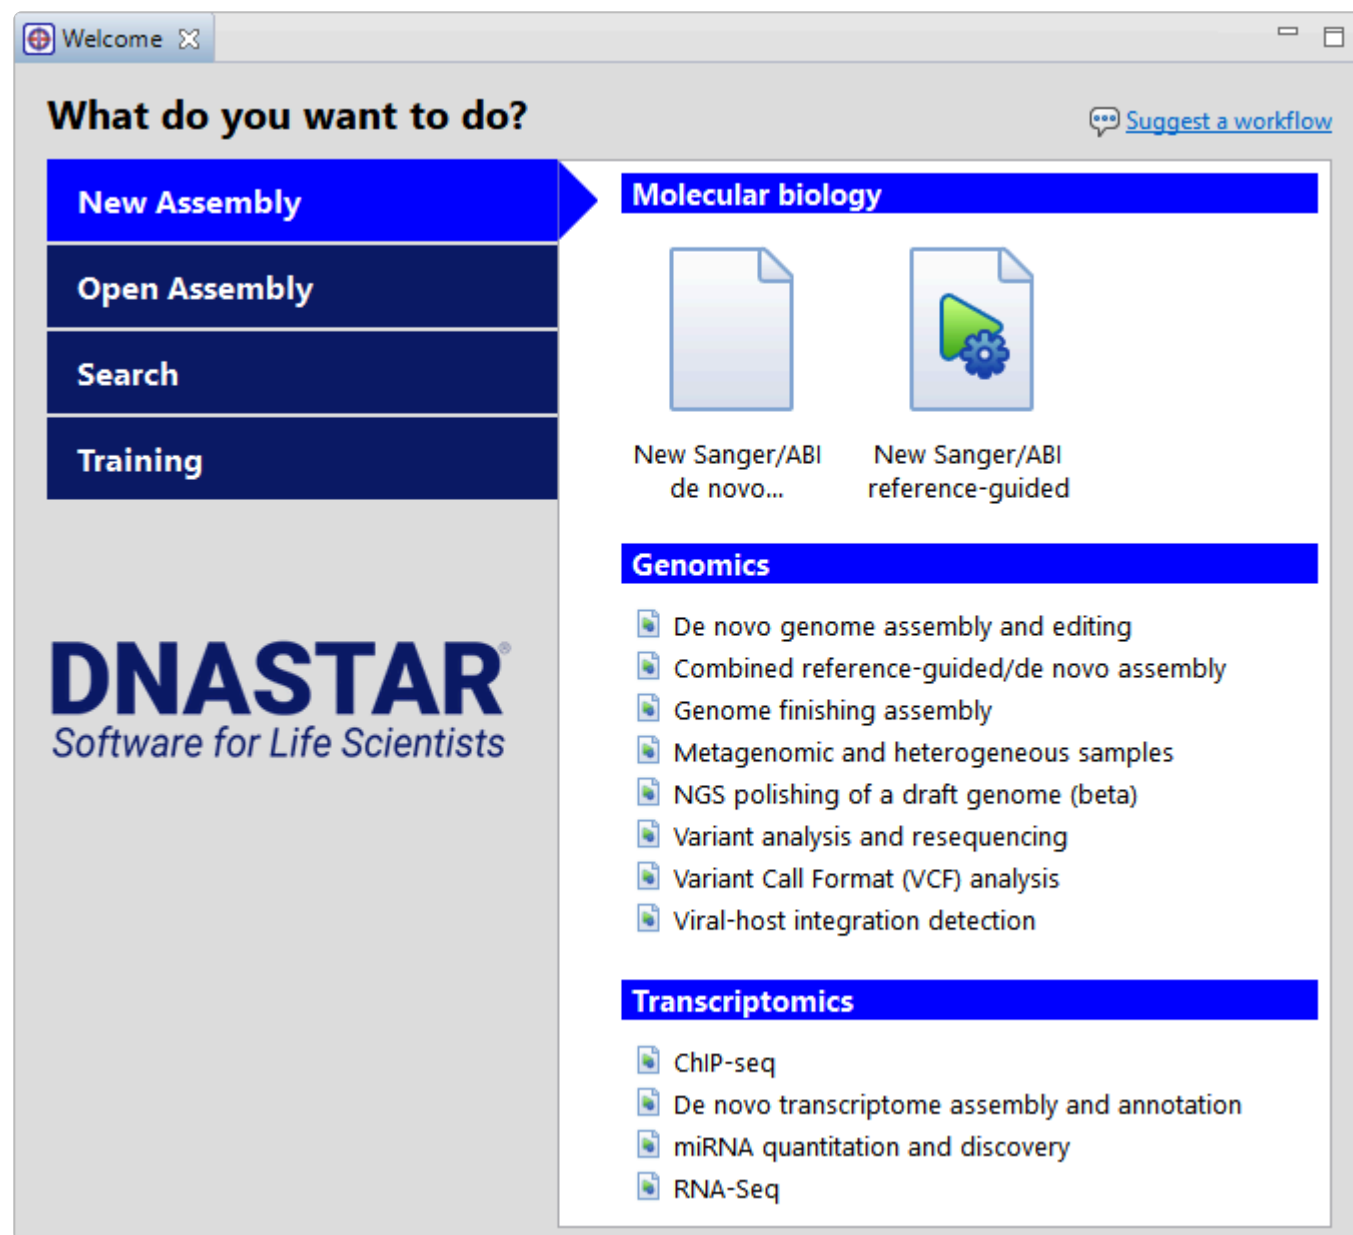 Welcome
What do you want to do?
Suggest a workflow
New Assembly
Open Assembly
Search
Training
DNASTAR®
Software for Life Scientists
Molecular biology
New Sanger/ABI
de novo...
New Sanger/ABI
reference-guided
Genomics
De novo genome assembly and editing
Combined reference-guided/de novo assembly
Genome finishing assembly
Metagenomic and heterogeneous samples
NGS polishing of a draft genome (beta)
Variant analysis and resequencing
Variant Call Format (VCF) analysis
Viral-host integration detection
Transcriptomics
ChIP-seq
De novo transcriptome assembly and annotation
miRNA quantitation and discovery
RNA-Seq